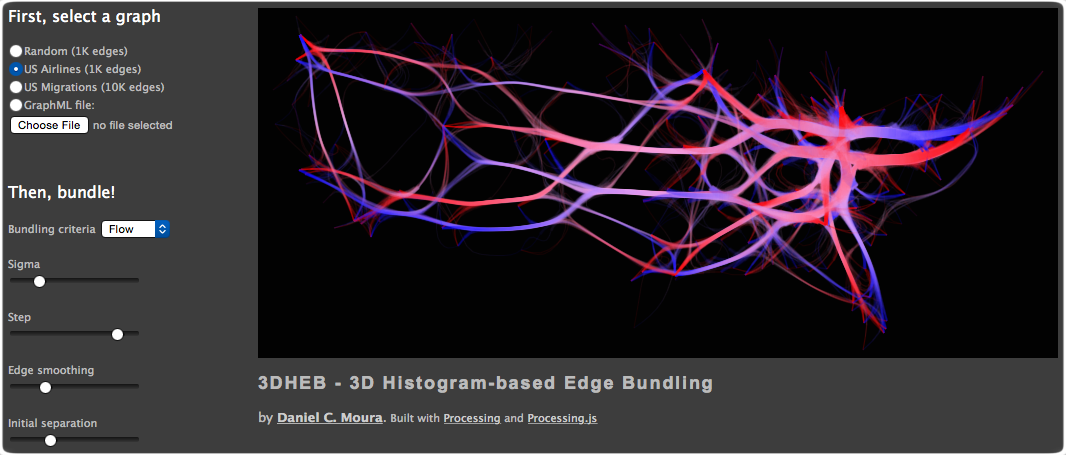 First, select a graph
Random (1K edges)
US Airlines (1K edges)
US Migrations (10K edges)
GraphML file:
Choose File no file selected
Then, bundle!
Bundling criteria Flow
Sigma
Step
Edge smoothing
Initial separation
3DHEB - 3D Histogram-based Edge Bundling
by Daniel C. Moura. Built with Processing and Processing.js